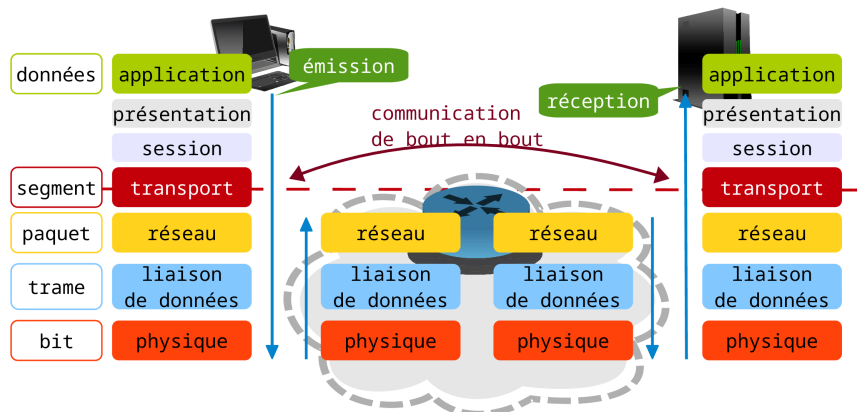 données
application
émission
application
présentation
réception
présentation
communication
de bout en bout
session
session
segment
transport
transport
paquet
réseau
réseau
réseau
réseau
trame
liaison
de données
liaison
de données
liaison
de données
liaison
de données
bit
physique
physique
physique
physique